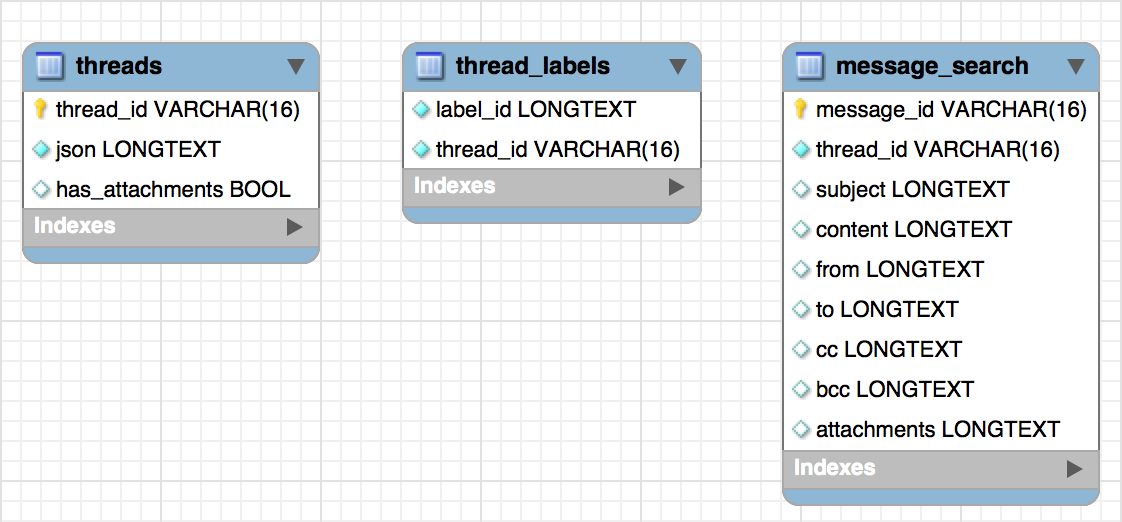 threads
thread_id VARCHAR(16)
json LONGTEXT
has_attachments BOOL
Indexes
thread_labels
label_id LONGTEXT
thread_id VARCHAR(16)
Indexes
message_search
message_id VARCHAR(16)
thread_id VARCHAR(16)
subject LONGTEXT
content LONGTEXT
from LONGTEXT
to LONGTEXT
cc LONGTEXT
bcc LONGTEXT
attachments LONGTEXT
Indexes